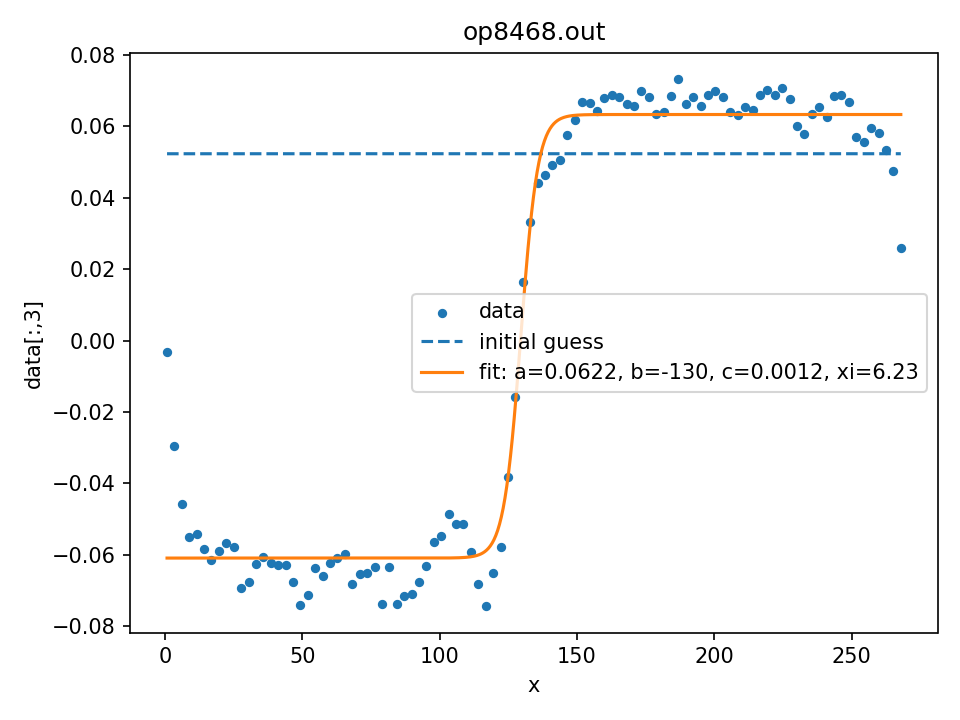 op8468.out
0.08
0.06
0.04
0.02
0.00
−0.02
−0.04
−0.06
−0.08
data[:,3]
data
initial guess
fit: a=0.0622, b=-130, c=0.0012, xi=6.23
0 50 100 150 200 250
x